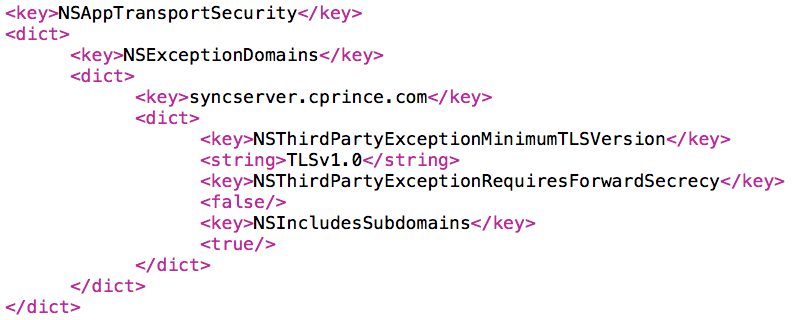 <key>NSAppTransportSecurity</key>
<dict>
<key>NSExceptionDomains</key>
<dict>
<key>syncserver.cprince.com</key>
<dict>
<key>NSThirdPartyExceptionMinimumTLSVersion</key>
<string>TLSv1.0</string>
<key>NSThirdPartyExceptionRequiresForwardSecrecy</key>
<false/>
<key>NSIncludesSubdomains</key>
<true/>
</dict>
</dict>
</dict>